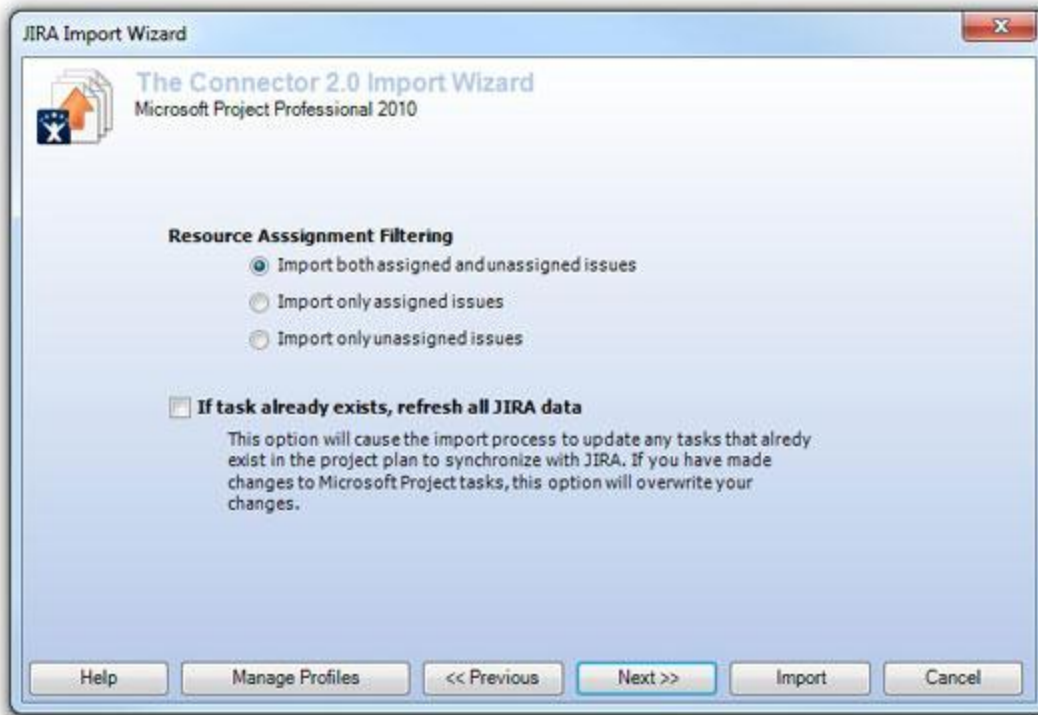 JIRA Import Wizard
The Connector 2.0 Import Wizard
Microsoft Project Professional 2010
Resource Asssignment Filtering
Import both assigned and unassigned issues
Import only assigned issues
Import only unassigned issues
If task already exists, refresh all JIRA data
This option will cause the import process to update any tasks that alredy
exist in the project plan to synchronize with JIRA. If you have made
changes to Microsoft Project tasks, this option will overwrite your
changes.
Help
Manage Profiles
<< Previous
Next >>
Import
Cancel